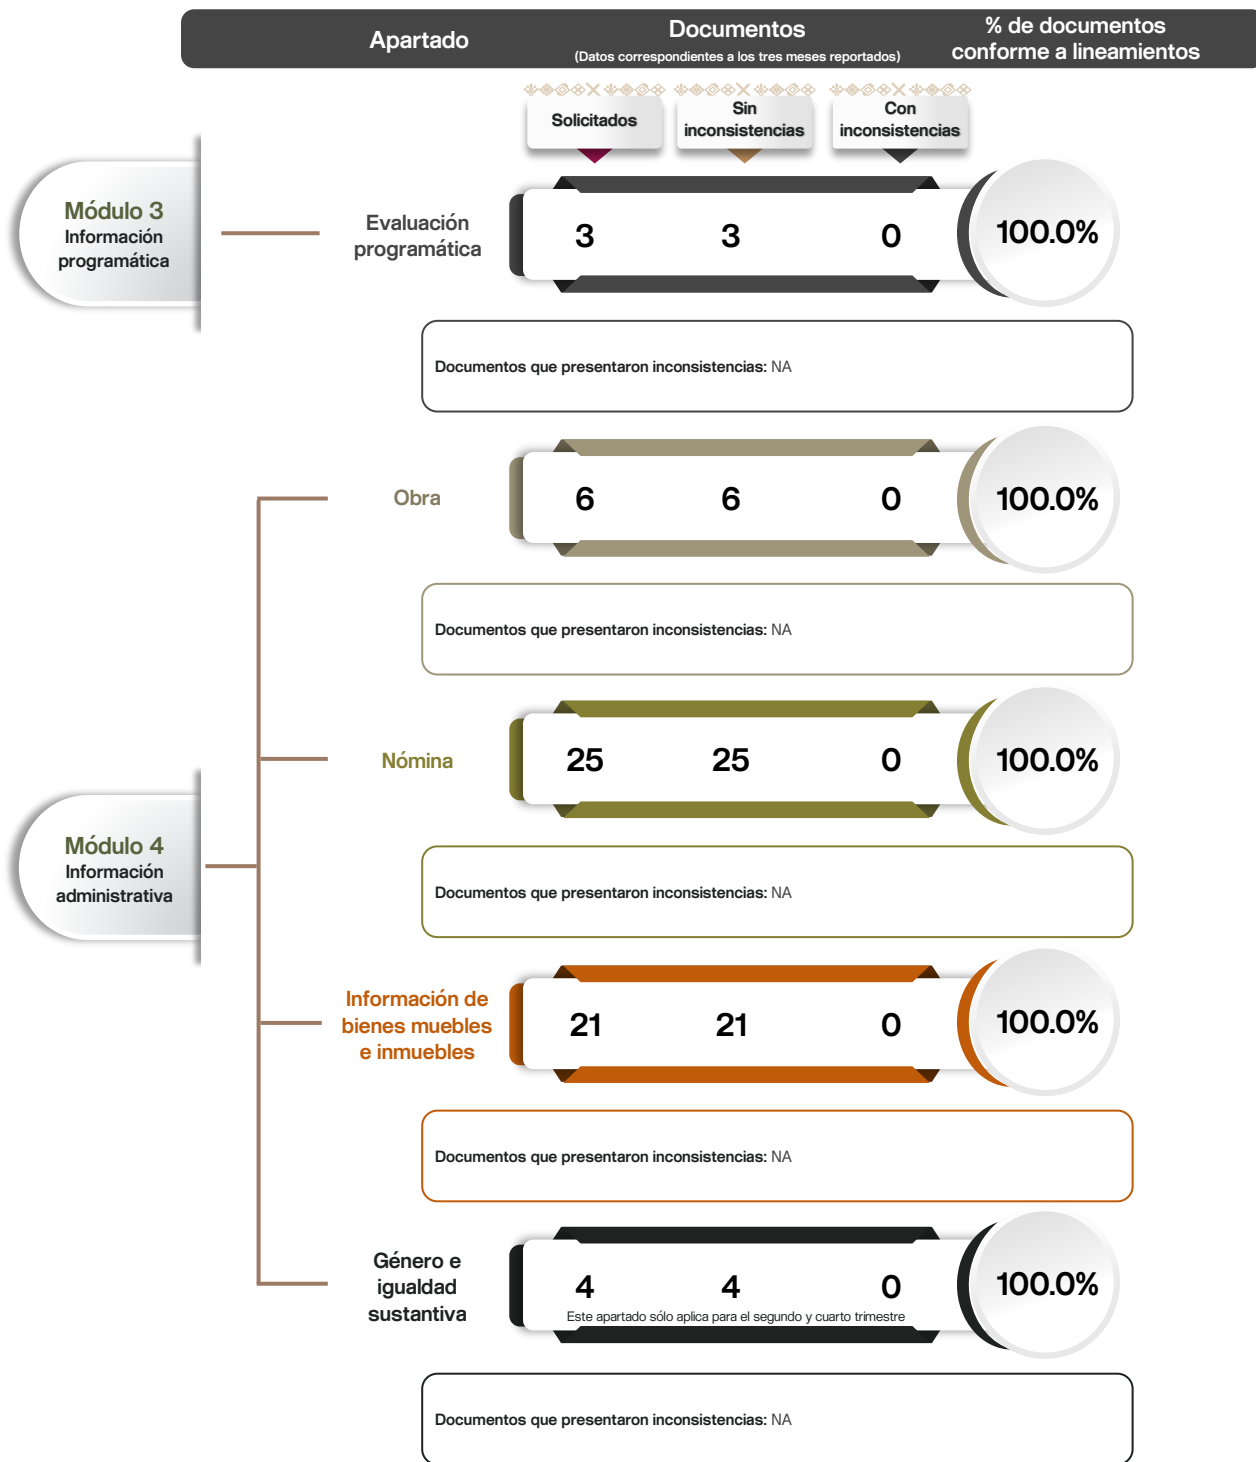 Apartado
Documentos
(Datos correspondientes a los tres meses reportados)
% de documentos
conforme a lineamientos
Solicitados
Sin
inconsistencias
Con
inconsistencias
Módulo 3
Información
programática
Evaluación
programática
3 3 0 100.0%
Documentos que presentaron inconsistencias: NA
Obra
6 6 0 100.0%
Documentos que presentaron inconsistencias: NA
Nómina
25 25 0 100.0%
Documentos que presentaron inconsistencias: NA
Módulo 4
Información
administrativa
Información de
bienes muebles
e inmuebles
21 21 0 100.0%
Documentos que presentaron inconsistencias: NA
Género e
igualdad
sustantiva
4 4 0 100.0%
Este apartado sólo aplica para el segundo y cuarto trimestre
Documentos que presentaron inconsistencias: NA